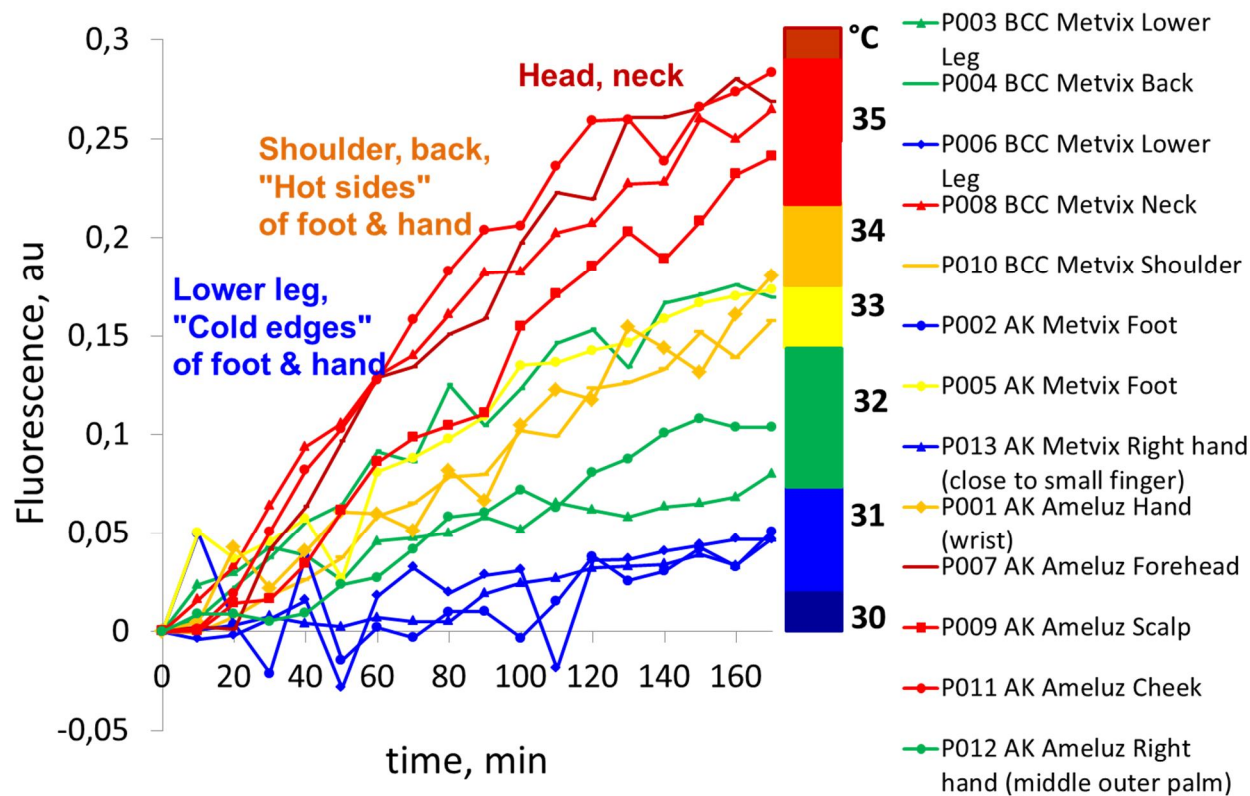 0,3
0,25
0,2
0,15
0,1
0,05
0
-0,05
Fluorescence, au
0 20 40 60 80 100 120 140 160
time, min
Head, neck
Shoulder, back,
"Hot sides"
of foot & hand
Lower leg,
"Cold edges"
of foot & hand
°C
35
34
33
32
31
30
P003 BCC Metvix Lower
Leg
P004 BCC Metvix Back
P006 BCC Metvix Lower
Leg
P008 BCC Metvix Neck
P010 BCC Metvix Shoulder
P002 AK Metvix Foot
P005 AK Metvix Foot
P013 AK Metvix Right hand
(close to small finger)
P001 AK Ameluz Hand
(wrist)
P007 AK Ameluz Forehead
P009 AK Ameluz Scalp
P011 AK Ameluz Cheek
P012 AK Ameluz Right
hand (middle outer palm)